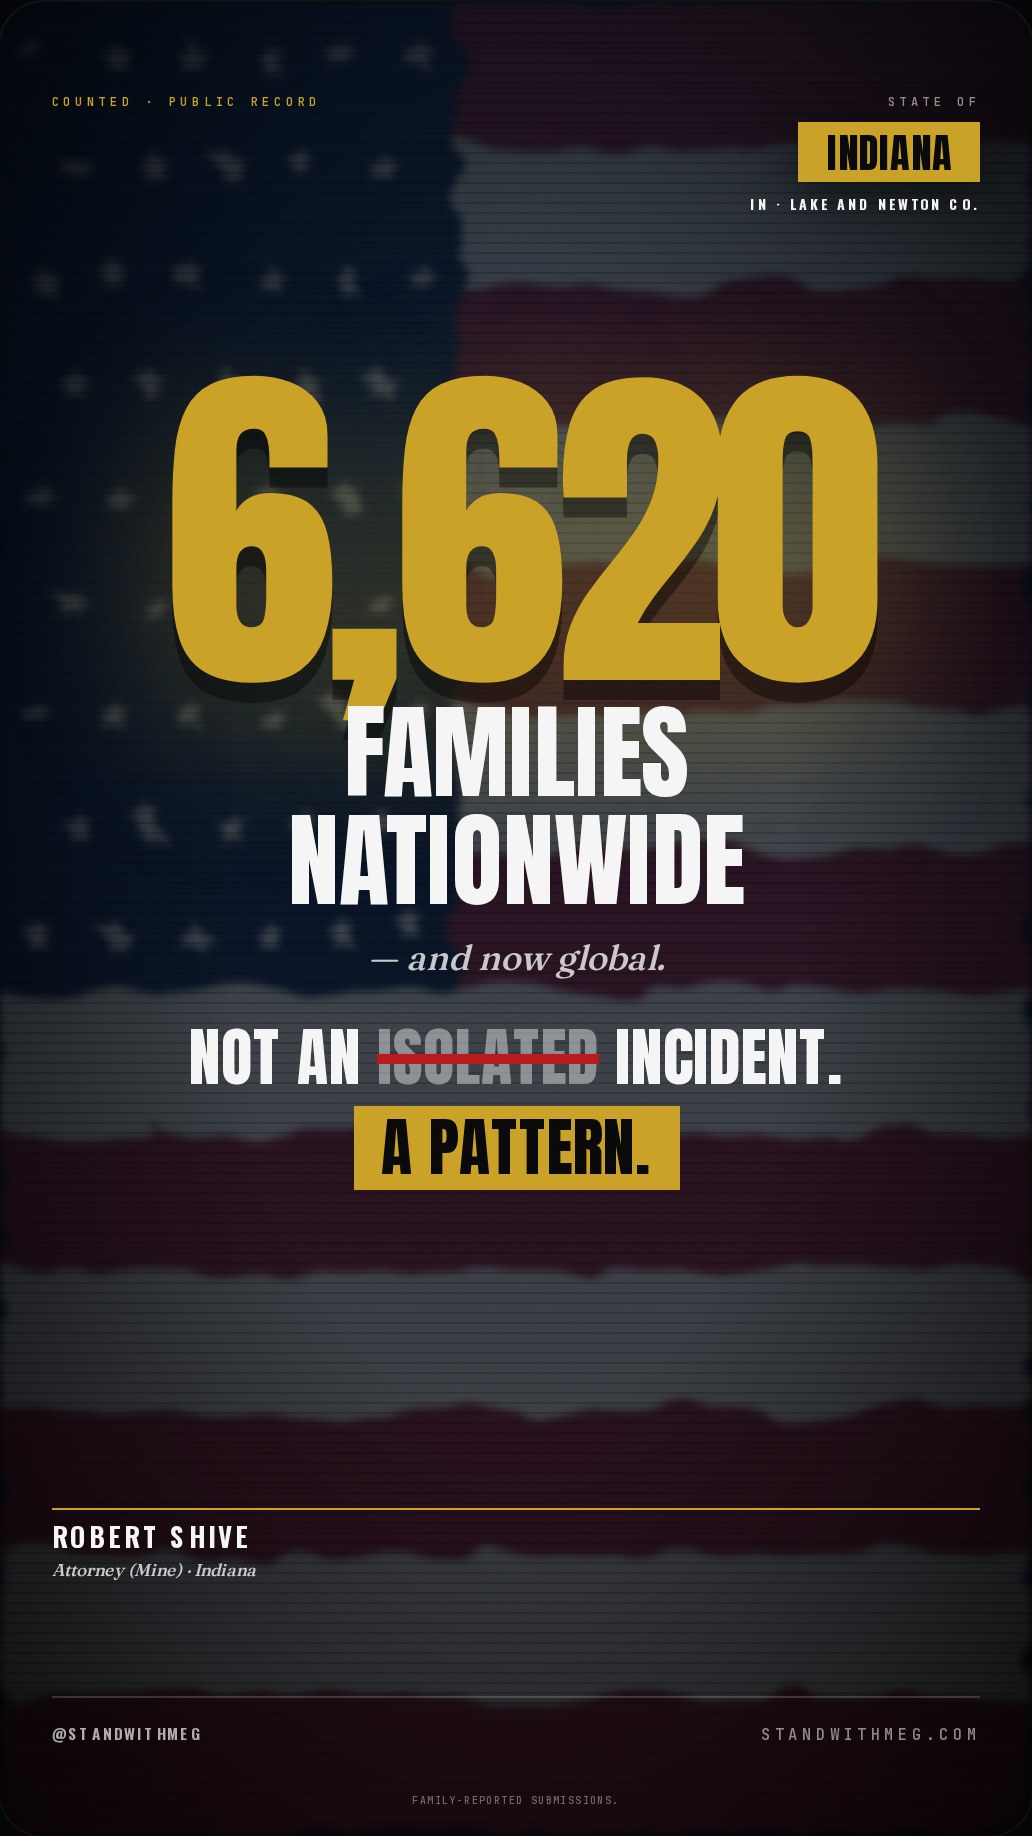 COUNTED · PUBLIC RECORD
STATE OF
INDIANA
IN · LAKE AND NEWTON CO.
6,620
FAMILIES
NATIONWIDE
— and now global.
NOT AN ISOLATED INCIDENT.
A PATTERN.
ROBERT SHIVE
Attorney (Mine) · Indiana
@STANDWITHMEG
STANDWITHMEG.COM
FAMILY-REPORTED SUBMISSIONS.